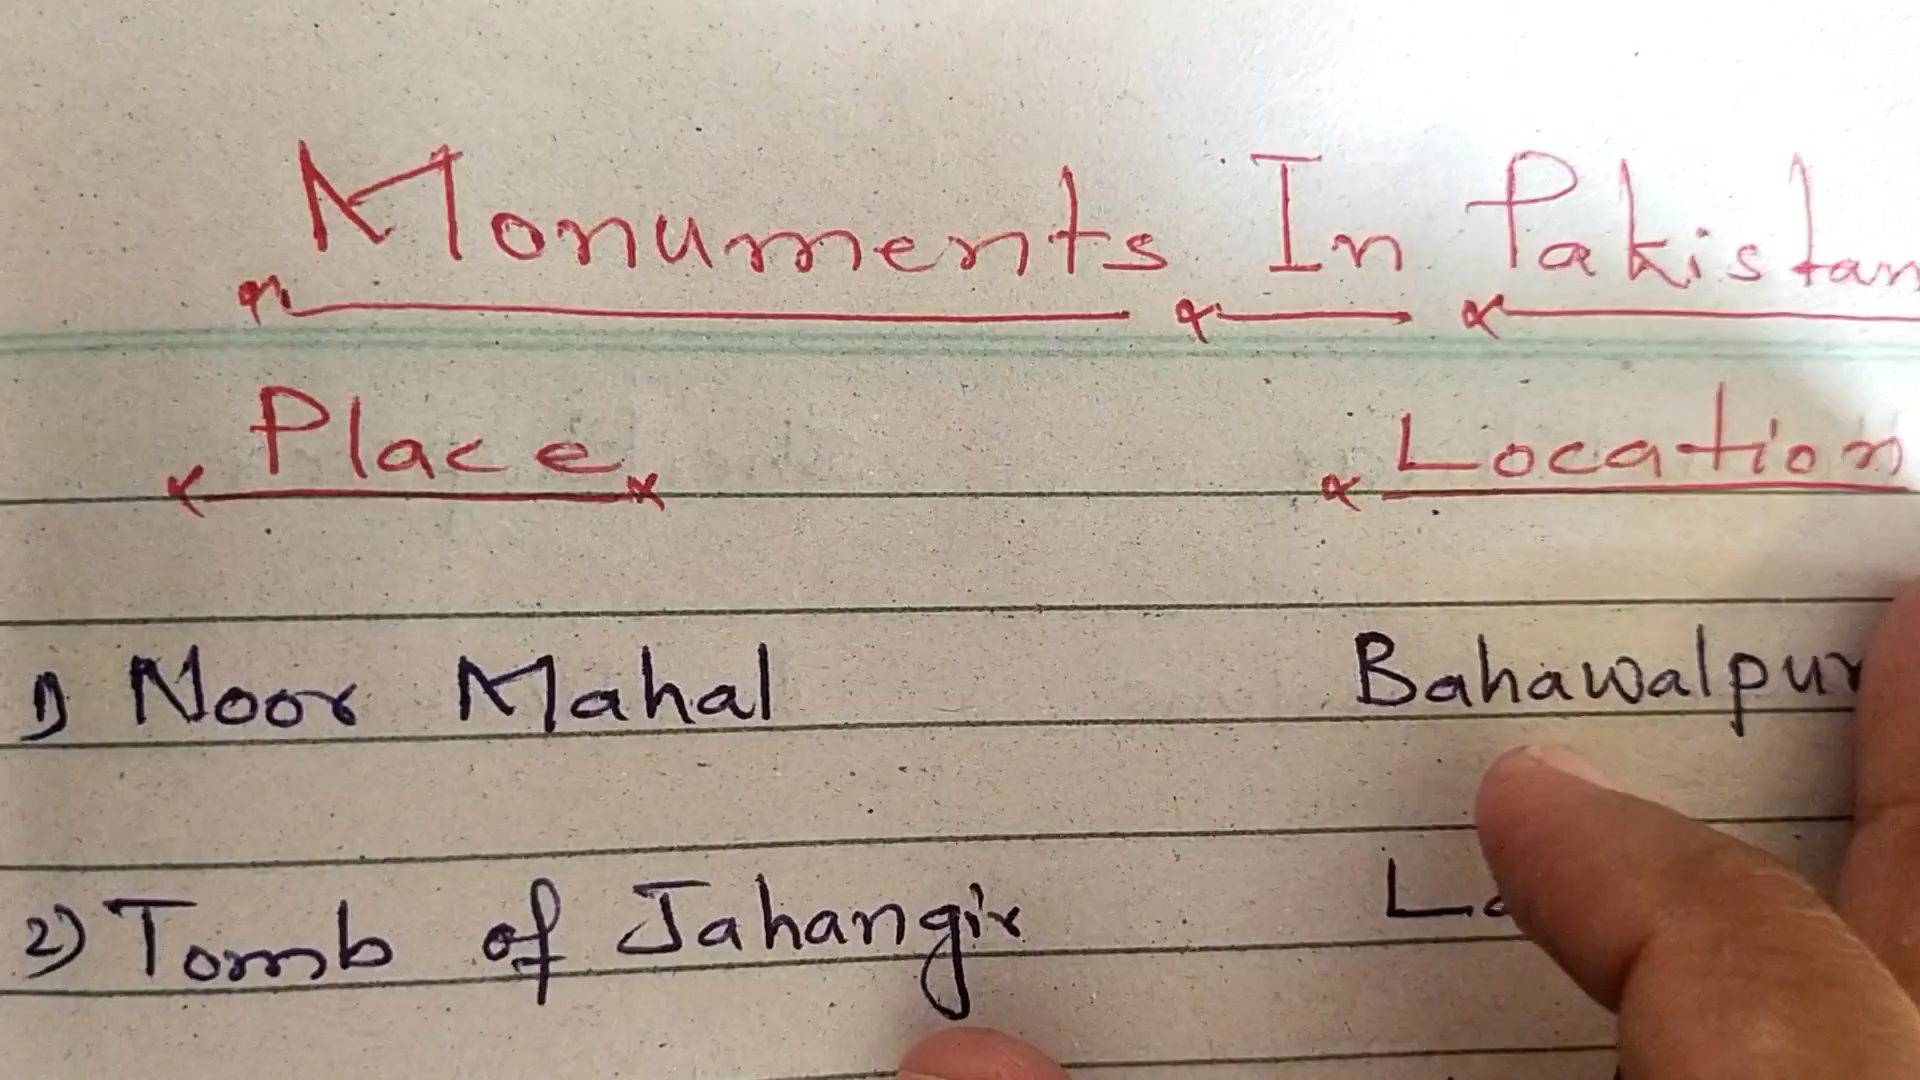 Monuments In Pakistan
Place Location
1) Noor Mahal Bahawalpur
2) Tomb of Jahangir